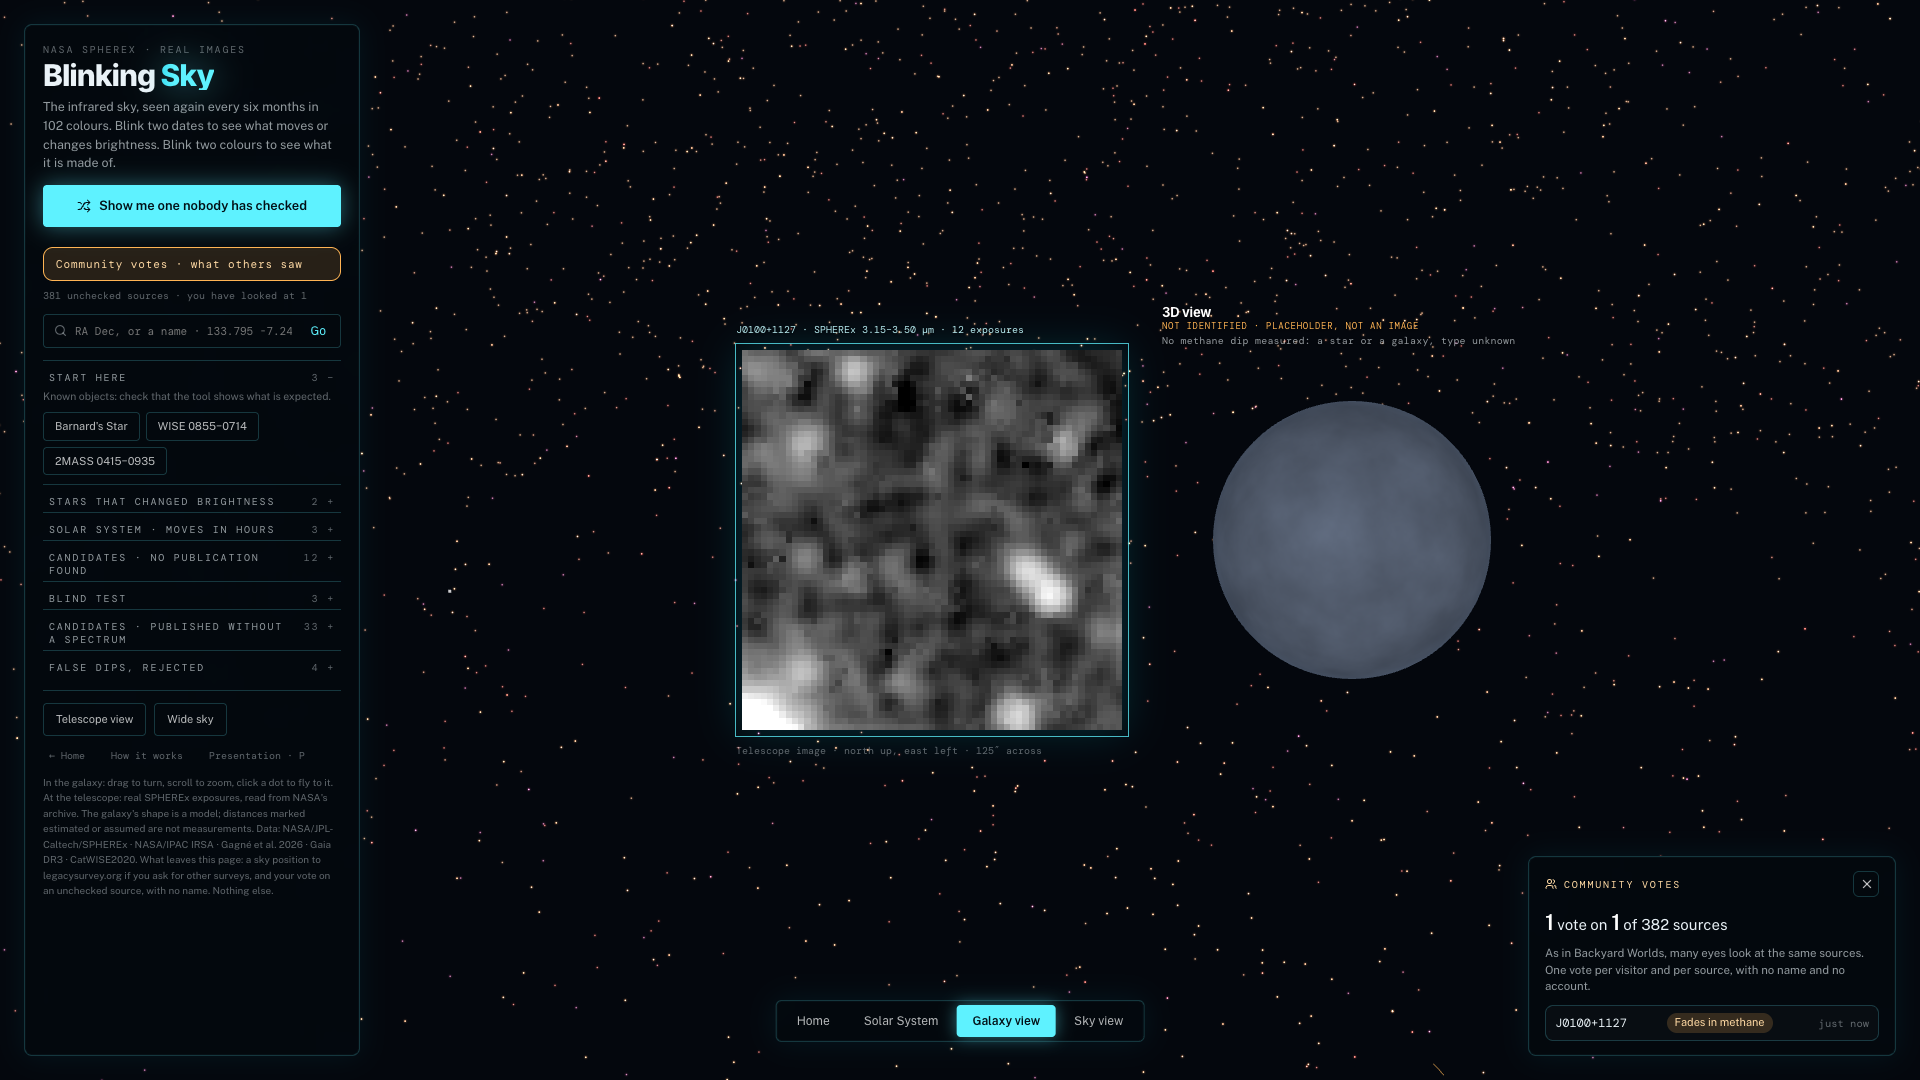 NASA SPHEREX · REAL IMAGES
Blinking Sky
The infrared sky, seen again every six months in
102 colours. Blink two dates to see what moves or
changes brightness. Blink two colours to see what
it is made of.
Show me one nobody has checked
Community votes · what others saw
381 unchecked sources · you have looked at 1
RA Dec, or a name · 133.795 -7.24
Go
START HERE 3 −
Known objects: check that the tool shows what is expected.
Barnard's Star
WISE 0855−0714
2MASS 0415−0935
STARS THAT CHANGED BRIGHTNESS 2 +
SOLAR SYSTEM · MOVES IN HOURS 3 +
CANDIDATES · NO PUBLICATION
FOUND 12 +
BLIND TEST 3 +
CANDIDATES · PUBLISHED WITHOUT
A SPECTRUM 33 +
FALSE DIPS, REJECTED 4 +
Telescope view
Wide sky
← Home
How it works
Presentation · P
In the galaxy: drag to turn, scroll to zoom, click a dot to fly to it.
At the telescope: real SPHEREx exposures, read from NASA's
archive. The galaxy's shape is a model; distances marked
estimated or assumed are not measurements. Data: NASA/JPL-
Caltech/SPHEREx · NASA/IPAC IRSA · Gagné et al. 2026 · Gaia
DR3 · CatWISE2020. What leaves this page: a sky position to
legacysurvey.org if you ask for other surveys, and your vote on
an unchecked source, with no name. Nothing else.
J0100+1127 · SPHEREx 3.15–3.50 µm · 12 exposures
Telescope image · north up, east left · 125″ across
3D view
NOT IDENTIFIED · PLACEHOLDER, NOT AN IMAGE
No methane dip measured: a star or a galaxy, type unknown
Home
Solar System
Galaxy view
Sky view
COMMUNITY VOTES
1 vote on 1 of 382 sources
As in Backyard Worlds, many eyes look at the same sources.
One vote per visitor and per source, with no name and no
account.
J0100+1127
Fades in methane
just now